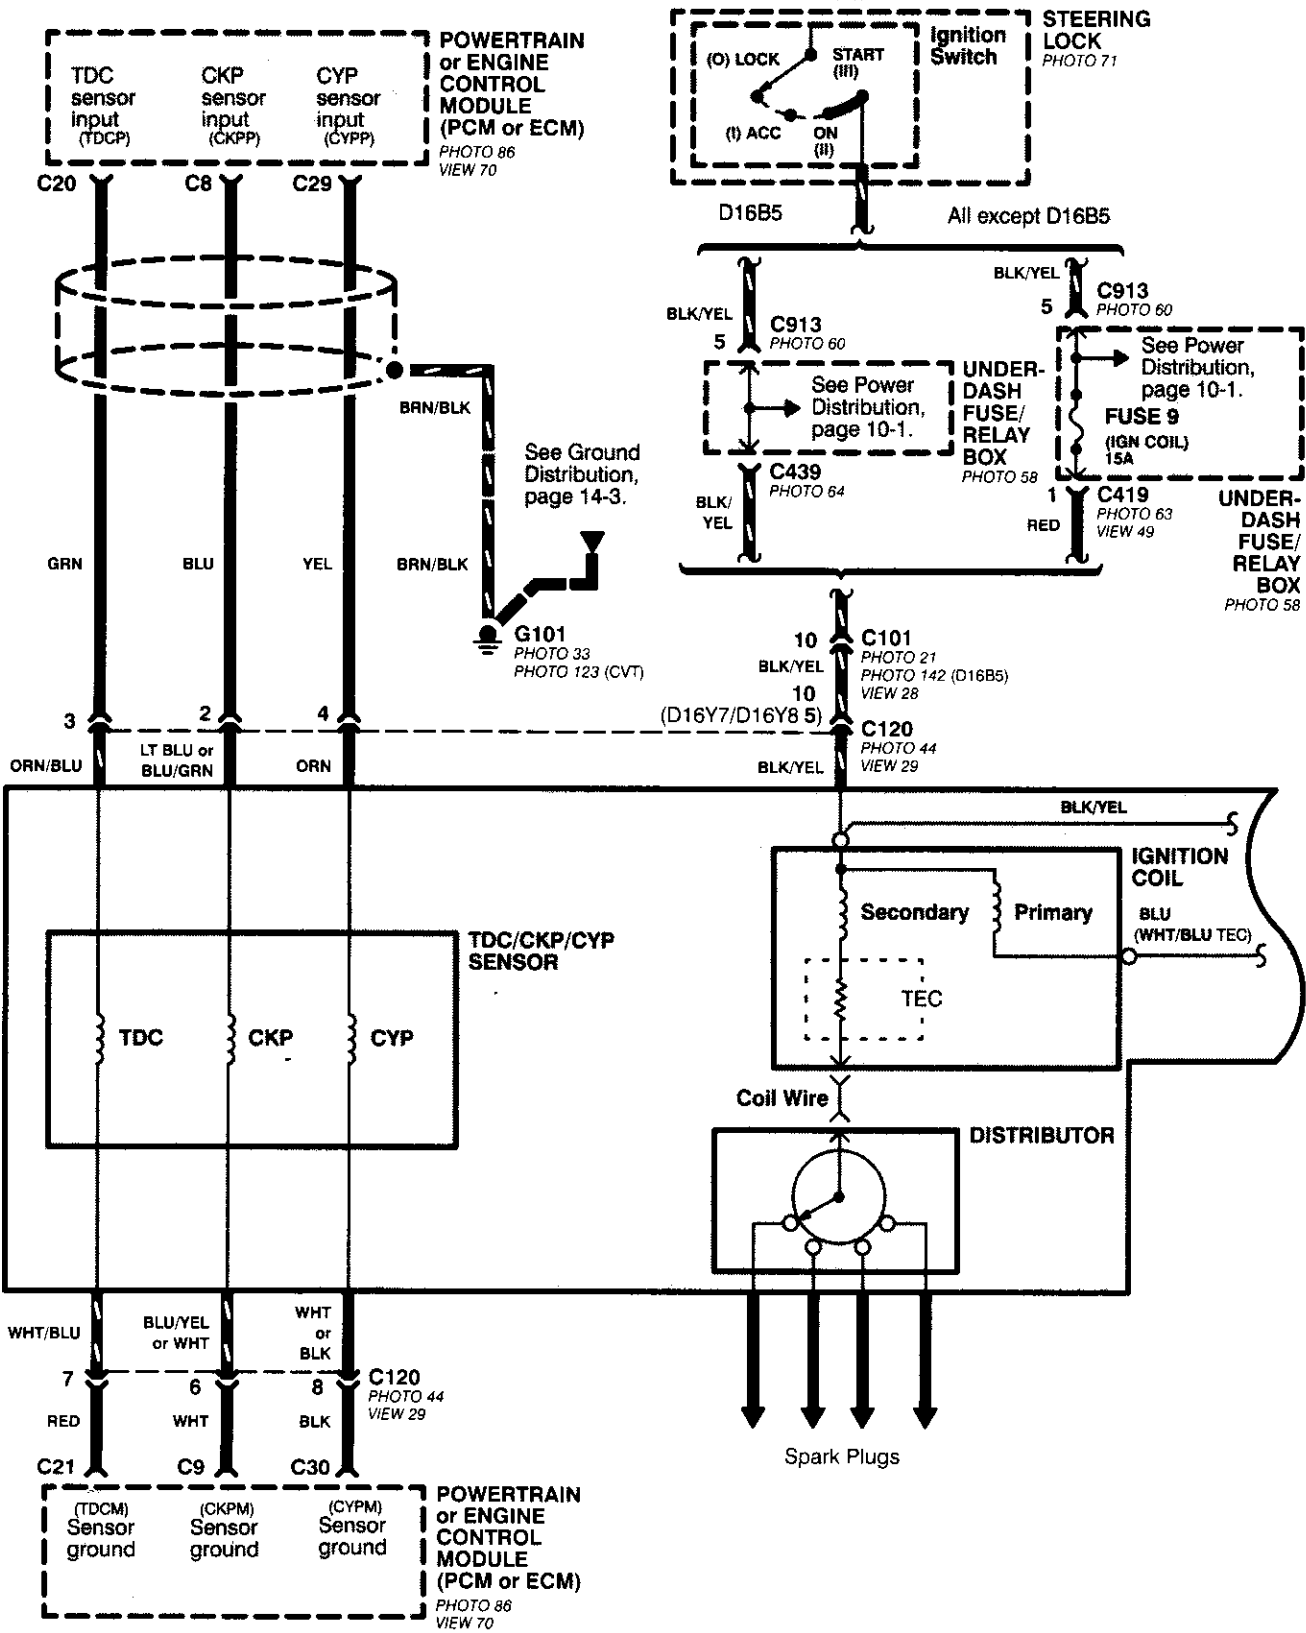 POWERTRAIN
or ENGINE
CONTROL
MODULE
(PCM or ECM)
PHOTO 86
VIEW 70
TDC
sensor
input
(TDCP)
CKP
sensor
input
(CKPP)
CYP
sensor
input
(CYPP)
C20
C8
C29
STEERING
LOCK
PHOTO 71
Ignition
Switch
(O) LOCK
START
(III)
(I) ACC
ON
(II)
D16B5
All except D16B5
BLK/YEL
5
C913
PHOTO 60
BLK/YEL
5
C913
PHOTO 60
See Power
Distribution,
page 10-1.
UNDER-
DASH
FUSE/
RELAY
BOX
PHOTO 58
See Power
Distribution,
page 10-1.
FUSE 9
(IGN COIL)
15A
C439
PHOTO 64
BLK/
YEL
1
C419
PHOTO 63
VIEW 49
RED
UNDER-
DASH
FUSE/
RELAY
BOX
PHOTO 58
BRN/BLK
See Ground
Distribution,
page 14-3.
GRN
BLU
YEL
BRN/BLK
G101
PHOTO 33
PHOTO 123 (CVT)
10
C101
PHOTO 21
PHOTO 142 (D16B5)
VIEW 28
BLK/YEL
10
(D16Y7/D16Y8 5)
C120
PHOTO 44
VIEW 29
BLK/YEL
3
2
4
ORN/BLU
LT BLU or
BLU/GRN
ORN
BLK/YEL
IGNITION
COIL
Secondary
Primary
BLU
(WHT/BLU TEC)
TEC
TDC/CKP/CYP
SENSOR
TDC
CKP
CYP
Coil Wire
DISTRIBUTOR
Spark Plugs
WHT/BLU
BLU/YEL
or WHT
WHT
or
BLK
7
6
8
C120
PHOTO 44
VIEW 29
RED
WHT
BLK
C21
C9
C30
(TDCM)
Sensor
ground
(CKPM)
Sensor
ground
(CYPM)
Sensor
ground
POWERTRAIN
or ENGINE
CONTROL
MODULE
(PCM or ECM)
PHOTO 86
VIEW 70